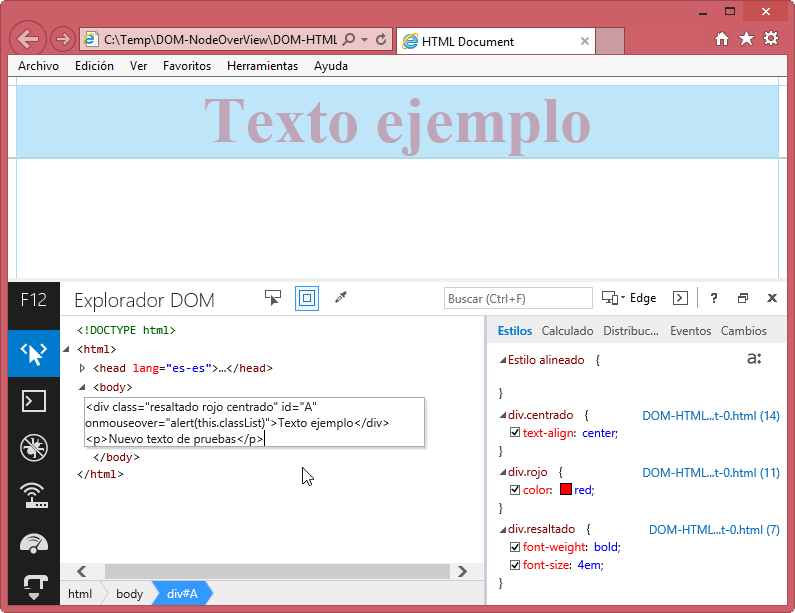 C:\Temp\DOM-NodeOverView\DOM-HTML
HTML Document
Archivo Edición Ver Favoritos Herramientas Ayuda
Texto ejemplo
F12 Explorador DOM Buscar (Ctrl+F) Edge ?
Estilos Calculado Distribuc... Eventos Cambios
<!DOCTYPE html>
<html>
<head lang="es-es">...</head>
<body>
<div class="resaltado rojo centrado" id="A"
onmouseover="alert(this.classList)">Texto ejemplo</div>
<p>Nuevo texto de pruebas</p>
</body>
</html>
Estilo alineado {
a:
}
div.centrado { DOM-HTML...t-0.html (14)
text-align: center;
}
div.rojo { DOM-HTML...t-0.html (11)
color: red;
}
div.resaltado { DOM-HTML...t-0.html (7)
font-weight: bold;
font-size: 4em;
}
html body div#A